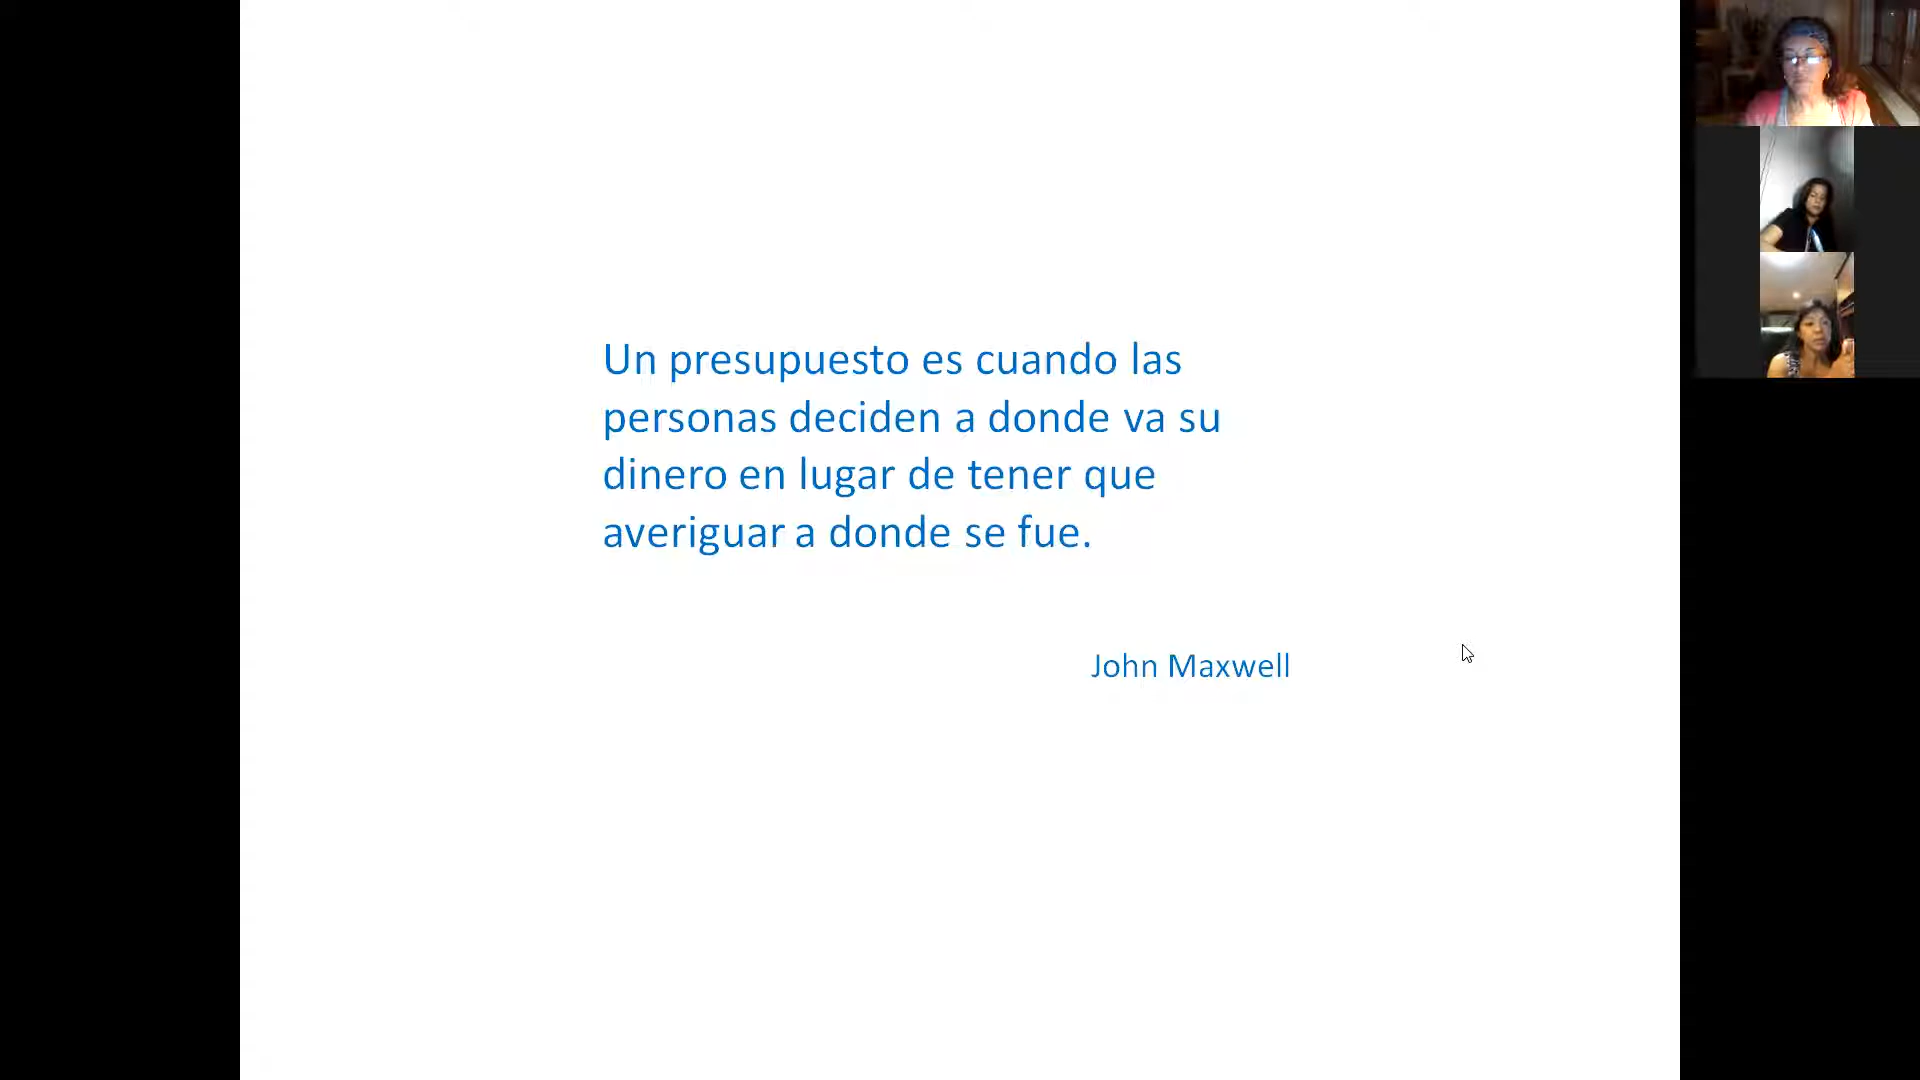 Un presupuesto es cuando las
personas deciden a donde va su
dinero en lugar de tener que
averiguar a donde se fue.
John Maxwell